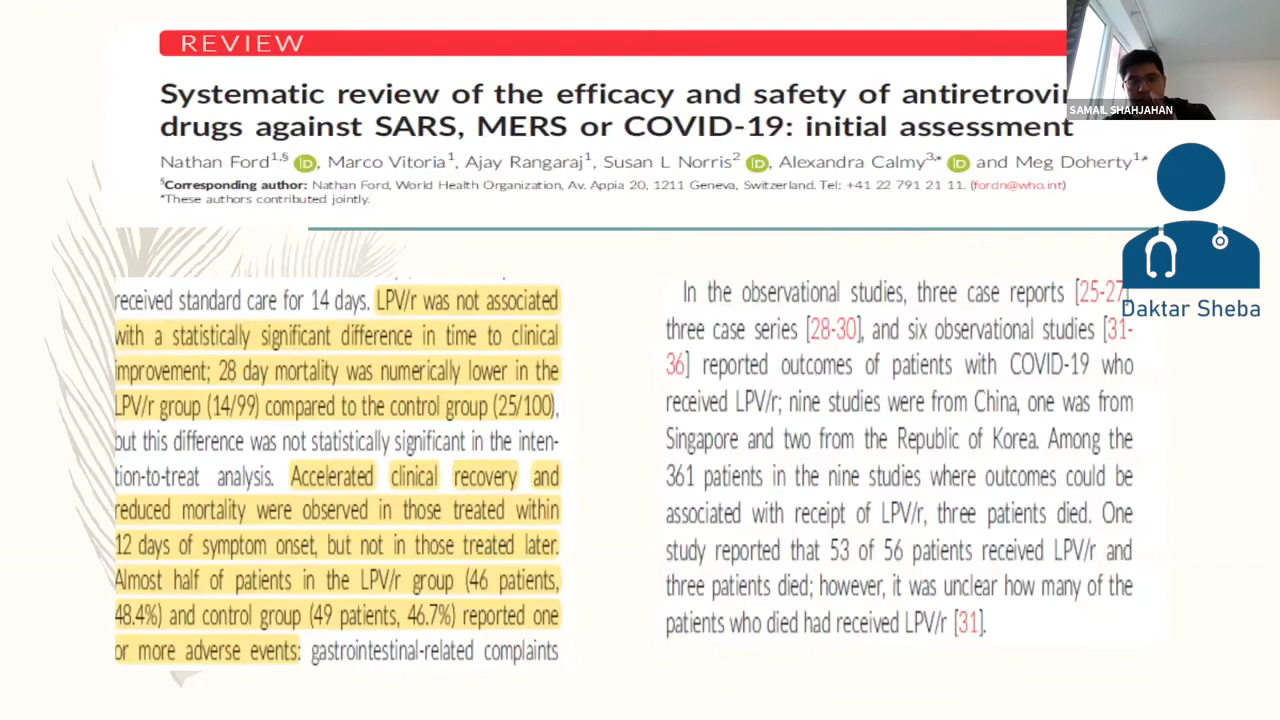 REVIEW
Systematic review of the efficacy and safety of antiretrovi
drugs against SARS, MERS or COVID-19: initial assessment
Nathan Ford1,§ iD, Marco Vitoria1, Ajay Rangaraj1, Susan L Norris2 iD, Alexandra Calmy3,* iD and Meg Doherty1,*
§Corresponding author: Nathan Ford, World Health Organization, Av. Appia 20, 1211 Geneva, Switzerland. Tel: +41 22 791 21 11. (fordn@who.int)
*These authors contributed jointly.
SAMAIL SHAHJAHAN
Daktar Sheba
received standard care for 14 days. LPV/r was not associated
with a statistically significant difference in time to clinical
improvement; 28 day mortality was numerically lower in the
LPV/r group (14/99) compared to the control group (25/100),
but this difference was not statistically significant in the inten-
tion-to-treat analysis. Accelerated clinical recovery and
reduced mortality were observed in those treated within
12 days of symptom onset, but not in those treated later.
Almost half of patients in the LPV/r group (46 patients,
48.4%) and control group (49 patients, 46.7%) reported one
or more adverse events: gastrointestinal-related complaints
In the observational studies, three case reports [25-27],
three case series [28-30], and six observational studies [31-
36] reported outcomes of patients with COVID-19 who
received LPV/r; nine studies were from China, one was from
Singapore and two from the Republic of Korea. Among the
361 patients in the nine studies where outcomes could be
associated with receipt of LPV/r, three patients died. One
study reported that 53 of 56 patients received LPV/r and
three patients died; however, it was unclear how many of the
patients who died had received LPV/r [31].